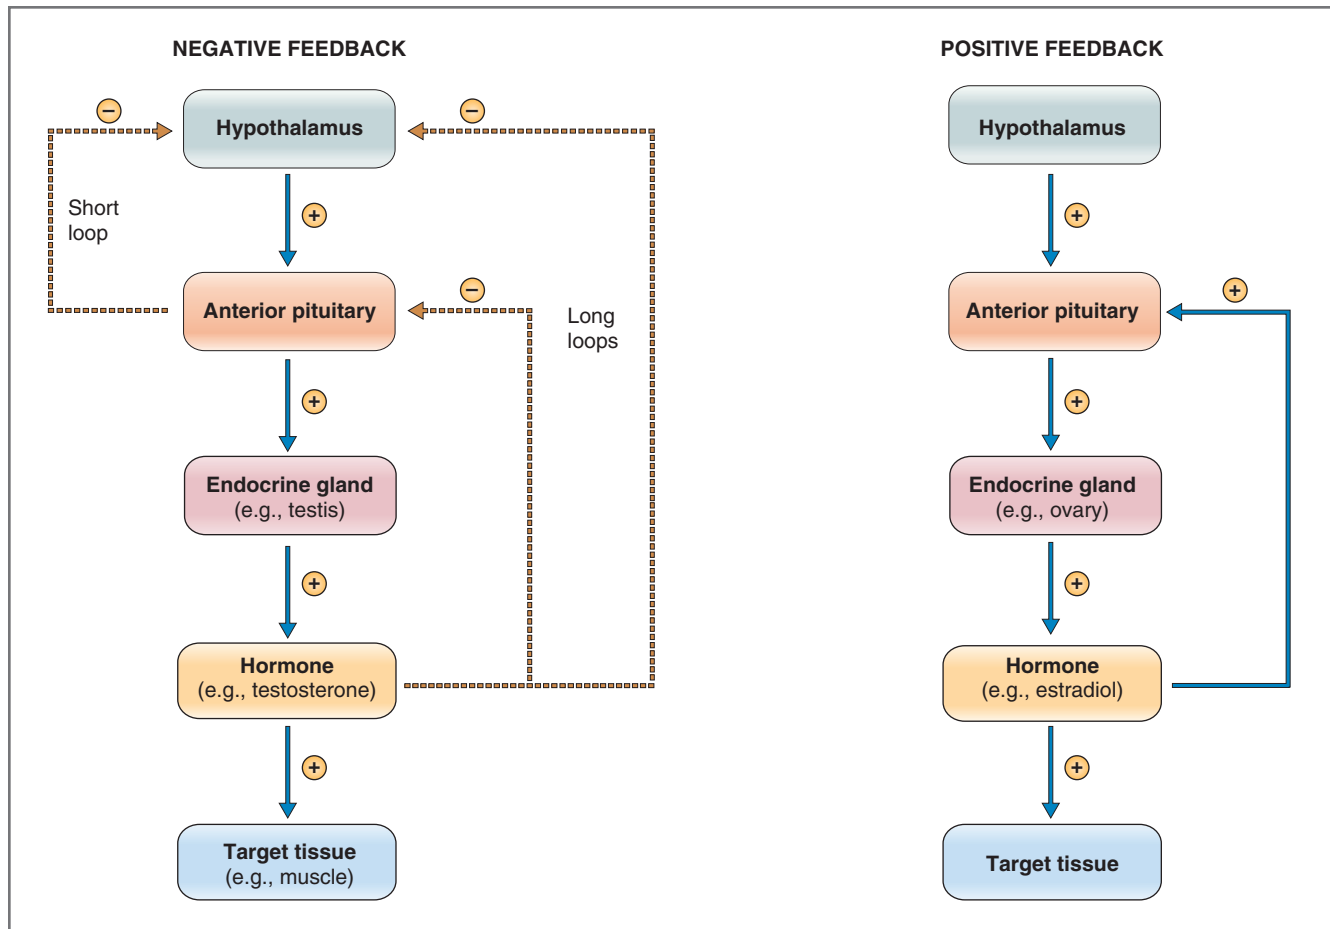 NEGATIVE FEEDBACK
−
−
Hypothalamus
Short
loop
+
−
Anterior pituitary
Long
loops
+
Endocrine gland
(e.g., testis)
+
Hormone
(e.g., testosterone)
+
Target tissue
(e.g., muscle)
POSITIVE FEEDBACK
Hypothalamus
+
+
Anterior pituitary
+
Endocrine gland
(e.g., ovary)
+
Hormone
(e.g., estradiol)
+
Target tissue